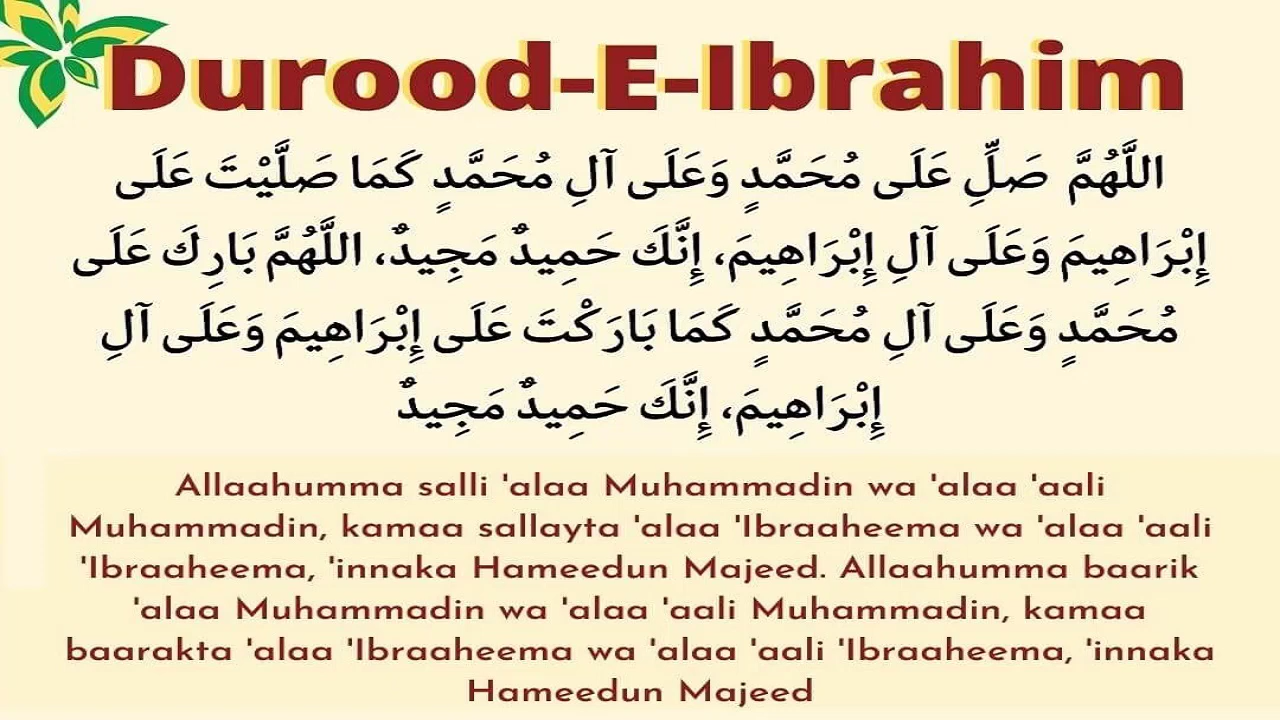 Durood-E-Ibrahim
اللَّهُمَّ صَلِّ عَلَى مُحَمَّدٍ وَعَلَى آلِ مُحَمَّدٍ كَمَا صَلَّيْتَ عَلَى
إِبْرَاهِيمَ وَعَلَى آلِ إِبْرَاهِيمَ، إِنَّكَ حَمِيدٌ مَجِيدٌ، اللَّهُمَّ بَارِكَ عَلَى
مُحَمَّدٍ وَعَلَى آلِ مُحَمَّدٍ كَمَا بَارَكْتَ عَلَى إِبْرَاهِيمَ وَعَلَى آلِ
إِبْرَاهِيمَ، إِنَّكَ حَمِيدٌ مَجِيدٌ
Allaahumma salli 'alaa Muhammadin wa 'alaa 'aali
Muhammadin, kamaa sallayta 'alaa 'Ibraaheema wa 'alaa 'aali
'Ibraaheema, 'innaka Hameedun Majeed. Allaahumma baarik
'alaa Muhammadin wa 'alaa 'aali Muhammadin, kamaa
baarakta 'alaa 'Ibraaheema wa 'alaa 'aali 'Ibraaheema, 'innaka
Hameedun Majeed